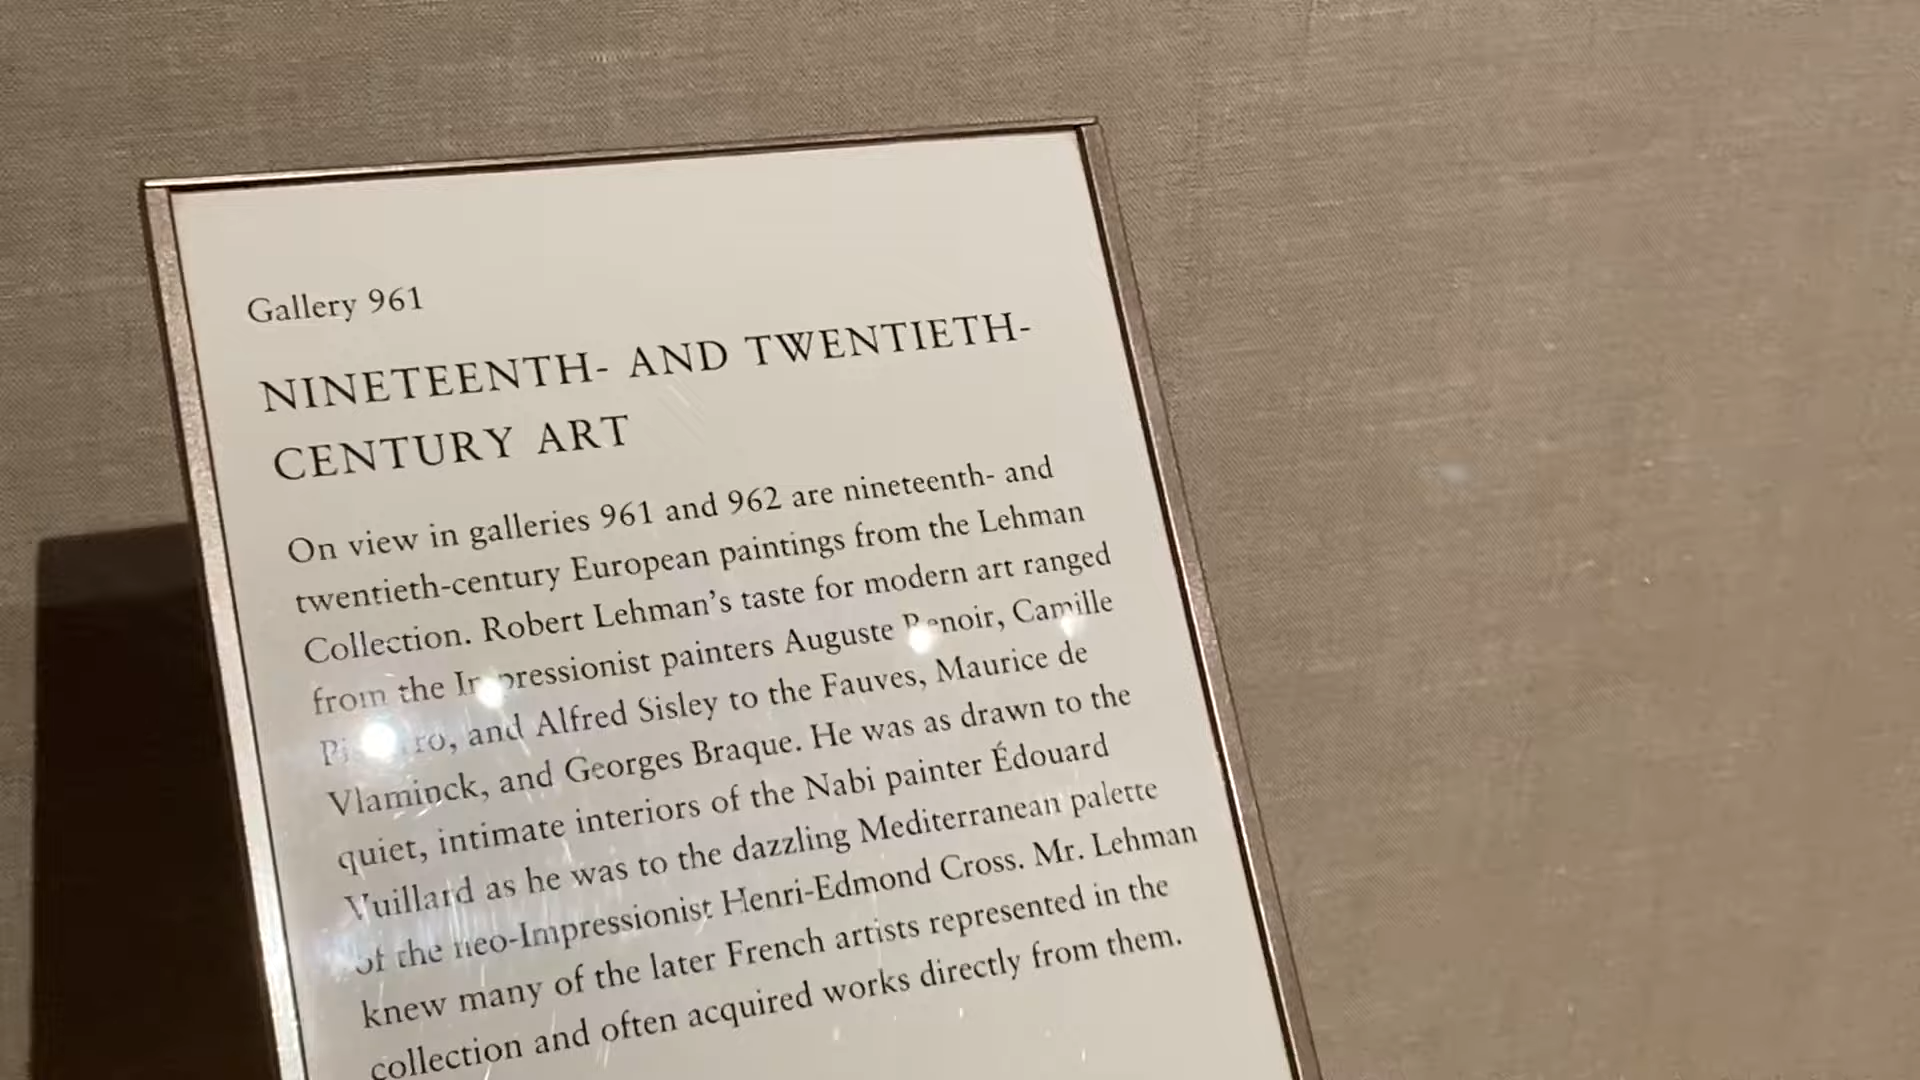 Gallery 961
NINETEENTH- AND TWENTIETH-
CENTURY ART
On view in galleries 961 and 962 are nineteenth- and
twentieth-century European paintings from the Lehman
Collection. Robert Lehman’s taste for modern art ranged
from the Impressionist painters Auguste Renoir, Camille
Pissarro, and Alfred Sisley to the Fauves, Maurice de
Vlaminck, and Georges Braque. He was as drawn to the
quiet, intimate interiors of the Nabi painter Édouard
Vuillard as he was to the dazzling Mediterranean palette
of the neo-Impressionist Henri-Edmond Cross. Mr. Lehman
knew many of the later French artists represented in the
collection and often acquired works directly from them.